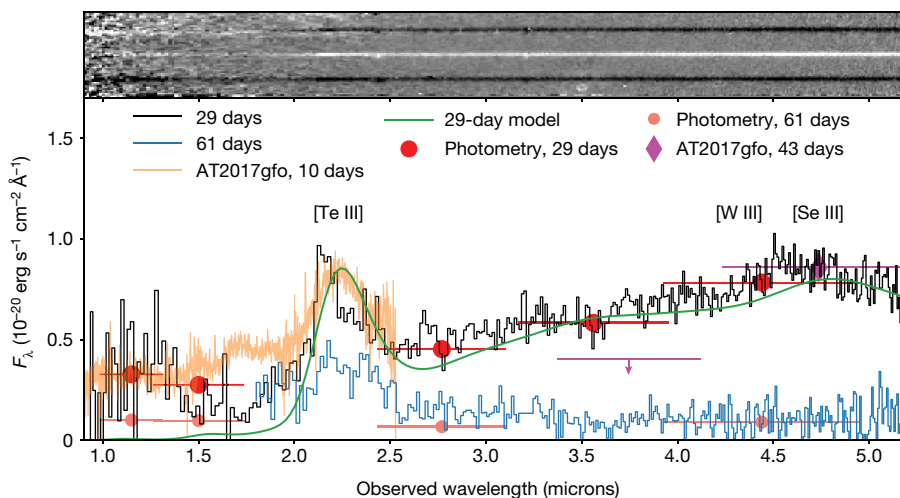 1.5
1.0
0.5
0
F_λ (10⁻²⁰ erg s⁻¹ cm⁻² Å⁻¹)
29 days
61 days
AT2017gfo, 10 days
29-day model
Photometry, 29 days
Photometry, 61 days
AT2017gfo, 43 days
[Te III]
[W III]
[Se III]
1.0 1.5 2.0 2.5 3.0 3.5 4.0 4.5 5.0
Observed wavelength (microns)